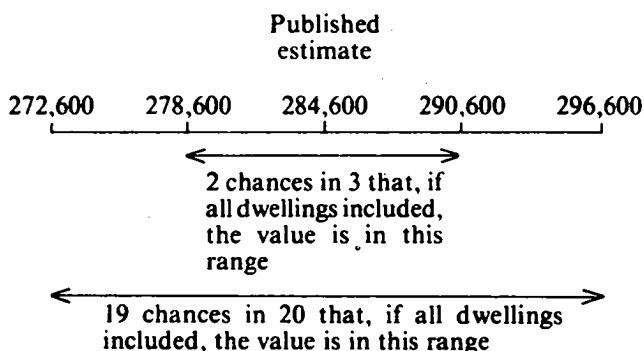 Published
estimate
272,600 278,600 284,600 290,600 296,600
2 chances in 3 that, if
all dwellings included,
the value is in this
range
19 chances in 20 that, if all dwellings
included, the value is in this range